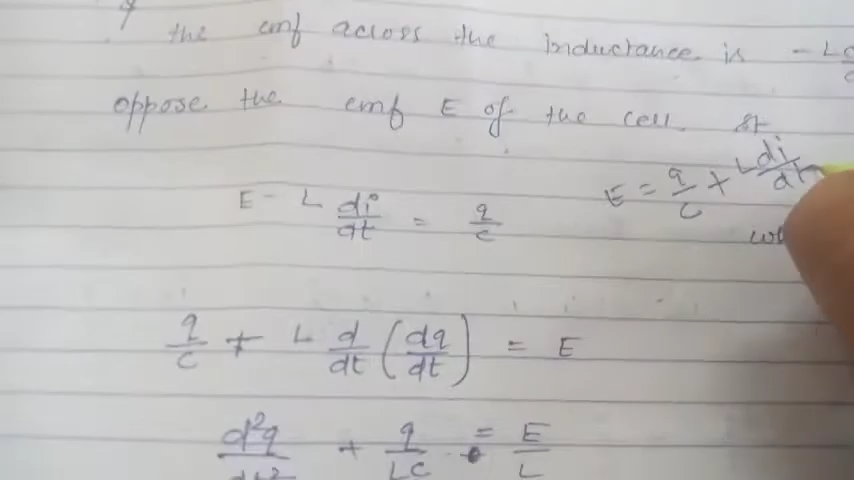 the emf across the inductance is - L
oppose the emf E of the cell.
E = q/c + L di/dt
E - L di/dt = q/c
q/c + L d/dt (dq/dt) = E
d²q/dt² + q/LC = E/L